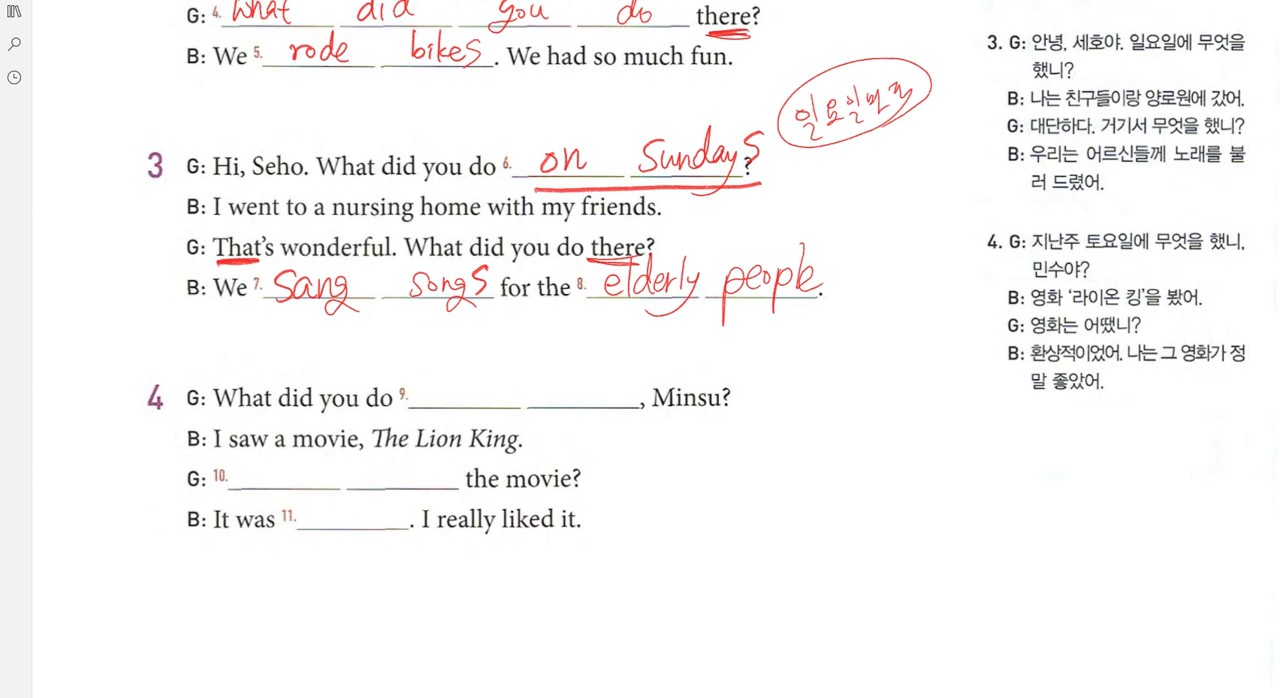 G: 4. What did you do there?
B: We 5. rode bikes. We had so much fun.
일요일마다
3 G: Hi, Seho. What did you do 6. on Sundays?
B: I went to a nursing home with my friends.
G: That's wonderful. What did you do there?
B: We 7. sang songs for the 8. elderly people.
4 G: What did you do 9. ______ ______, Minsu?
B: I saw a movie, The Lion King.
G: 10. ______ ______ the movie?
B: It was 11. ______. I really liked it.
3. G: 안녕, 세호야. 일요일에 무엇을
했니?
B: 나는 친구들이랑 양로원에 갔어.
G: 대단하다. 거기서 무엇을 했니?
B: 우리는 어르신들께 노래를 불
러 드렸어.
4. G: 지난주 토요일에 무엇을 했니,
민수야?
B: 영화 ‘라이온 킹’을 봤어.
G: 영화는 어땠니?
B: 환상적이었어. 나는 그 영화가 정
말 좋았어.